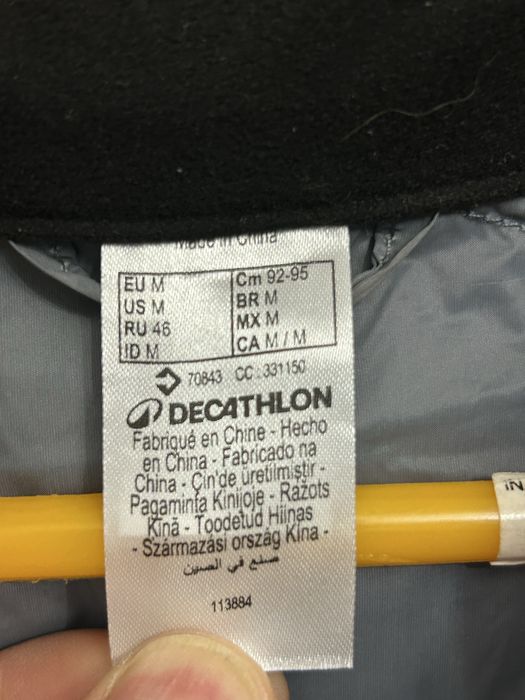 Made in China
EU M
US M
RU 46
ID M
Cm 92-95
BR M
MX M
CA M / M
70843 CC : 331150
DECATHLON
Fabriqué en Chine - Hecho
en China - Fabricado na
China - Çin'de üretilmiştir -
Pagaminta Kinijoje - Ražots
Ķīnā - Toodetud Hiinas
- Származási ország Kína -
صنع في الصين
113884